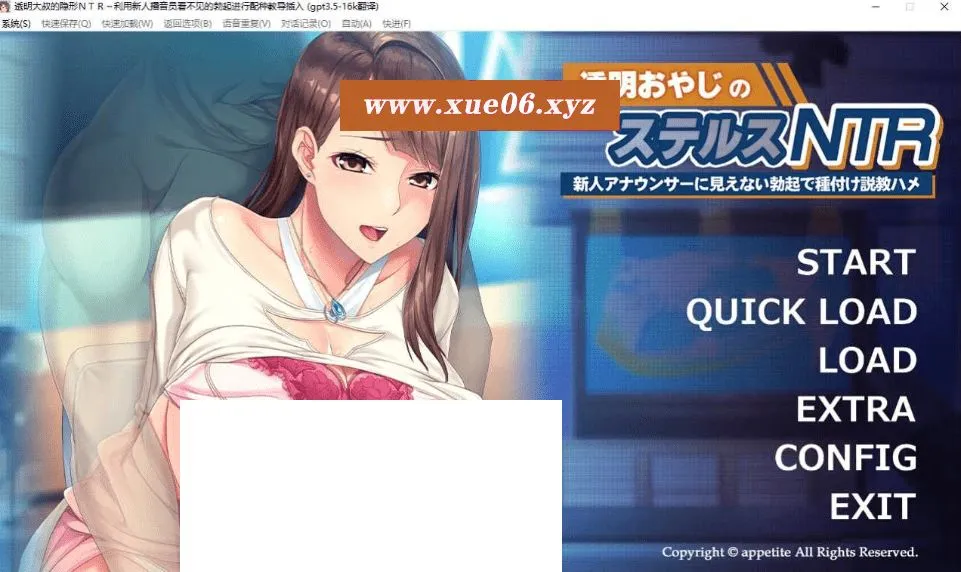 透明大叔的隐形NTR～利用新人播音员看不见的勃起进行配种教导插入 (gpt3.5-16k翻译)
系统(S) 快速保存(Q) 快速加载(W) 返回选项(B) 语音重复(V) 对话记录(O) 自动(A) 快进(F)
www.xue06.xyz
透明おやじの
ステルスNTR
新人アナウンサーに見えない勃起で種付け説教ハメ
START
QUICK LOAD
LOAD
EXTRA
CONFIG
EXIT
Copyright © appetite All Rights Reserved.